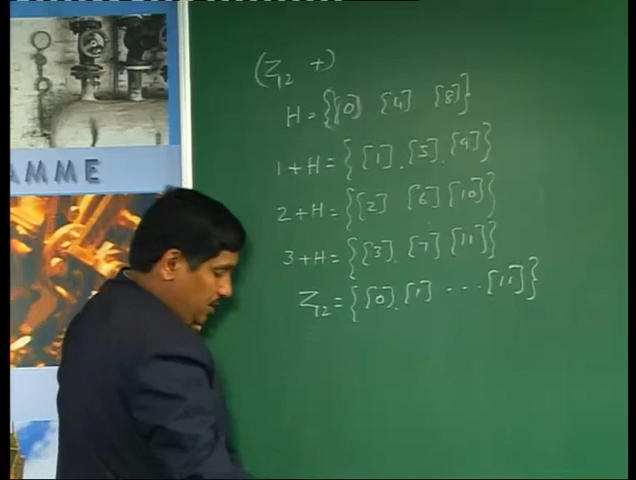 (Z12 +)
H = {[0] [4] [8]}
1 + H = {[1], [5], [9]}
2 + H = {[2] [6] [10]}
3 + H = {[3], [7] [11]}
Z12 = {[0], [1] ... [11]}
AMME